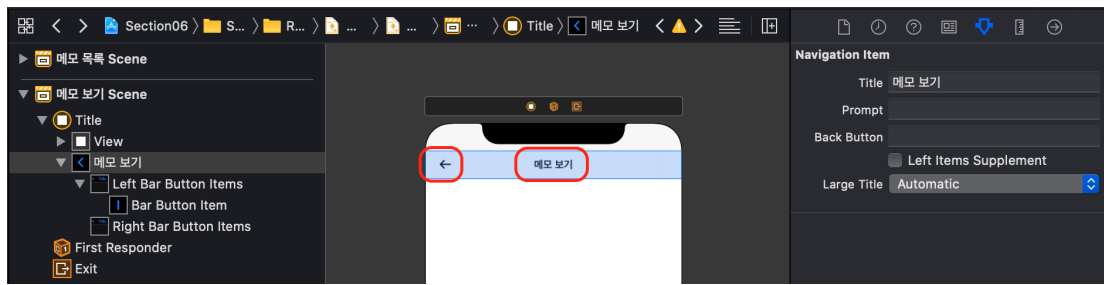 Section06 〉 S... 〉 R... 〉 ... 〉 ... 〉 ... 〉 Title 〉 메모 보기
메모 목록 Scene
메모 보기 Scene
Title
View
메모 보기
Left Bar Button Items
Bar Button Item
Right Bar Button Items
First Responder
Exit
메모 보기
Navigation Item
Title 메모 보기
Prompt
Back Button
Left Items Supplement
Large Title Automatic